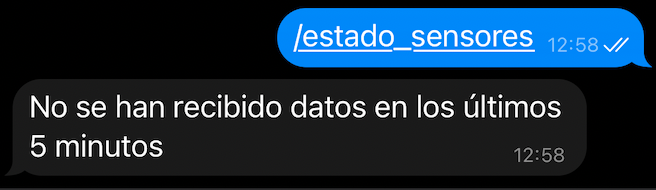 /estado_sensores 12:58
No se han recibido datos en los últimos
5 minutos
12:58